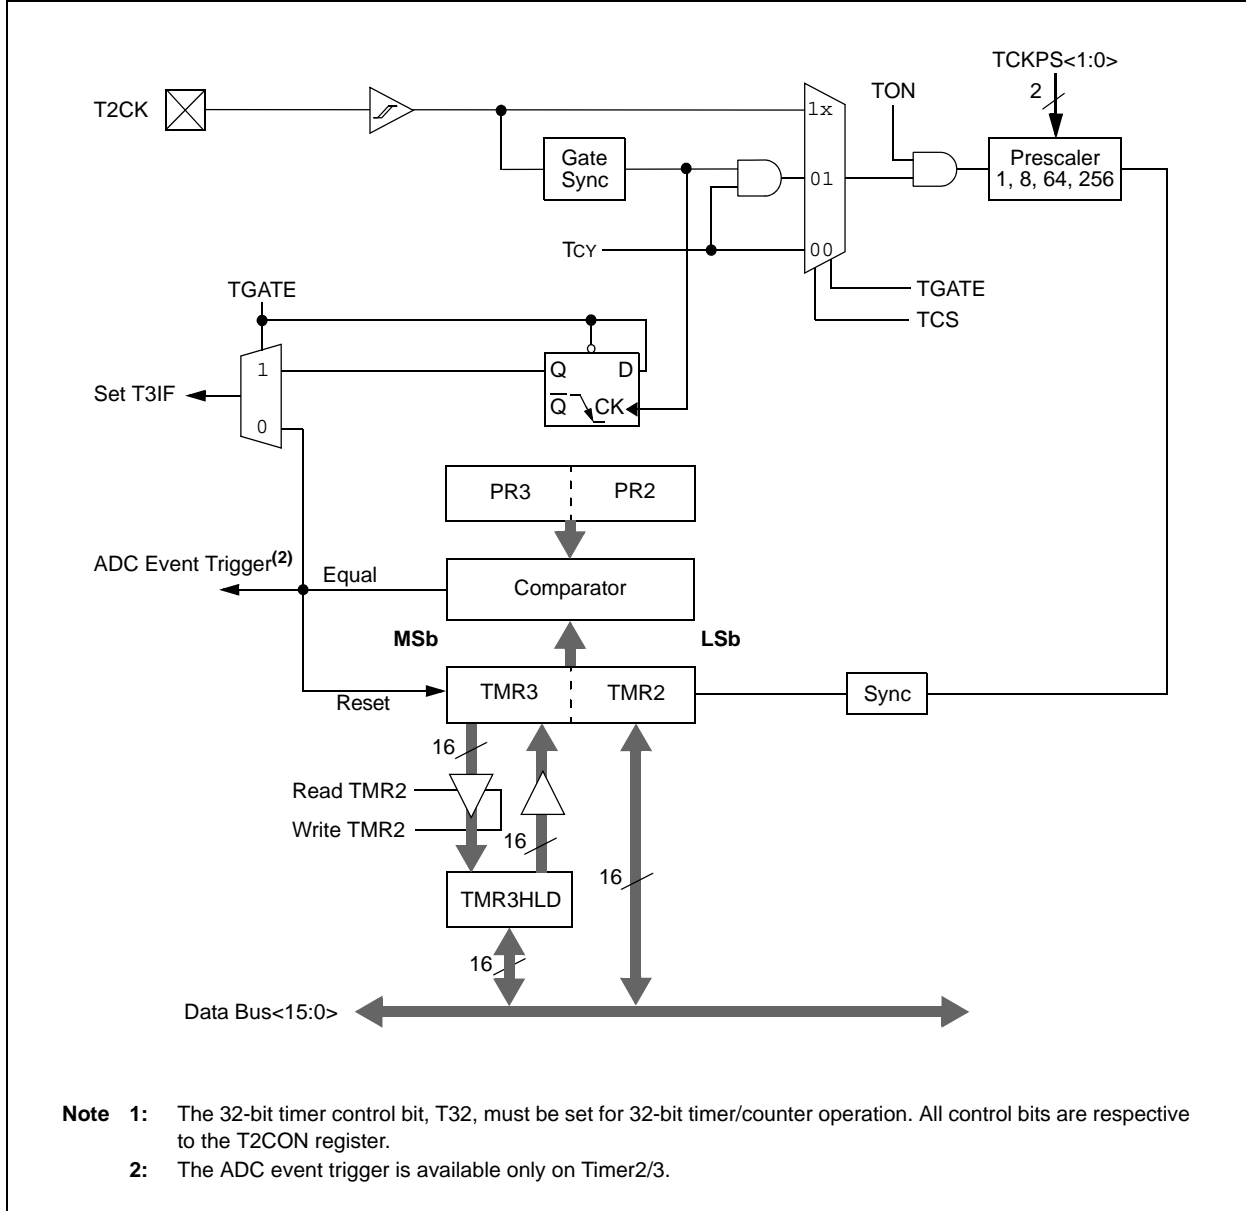 TCKPS<1:0>
2
T2CK
TON
1x
Gate
Sync
Prescaler
1, 8, 64, 256
01
TCY
00
TGATE
TGATE
TCS
1
Q
D
Set T3IF
Q
CK
0
PR3
PR2
ADC Event Trigger(2)
Equal
Comparator
MSb
LSb
TMR3
TMR2
Sync
Reset
16
Read TMR2
Write TMR2
16
16
TMR3HLD
16
Data Bus<15:0>
Note 1: The 32-bit timer control bit, T32, must be set for 32-bit timer/counter operation. All control bits are respective
to the T2CON register.
2: The ADC event trigger is available only on Timer2/3.